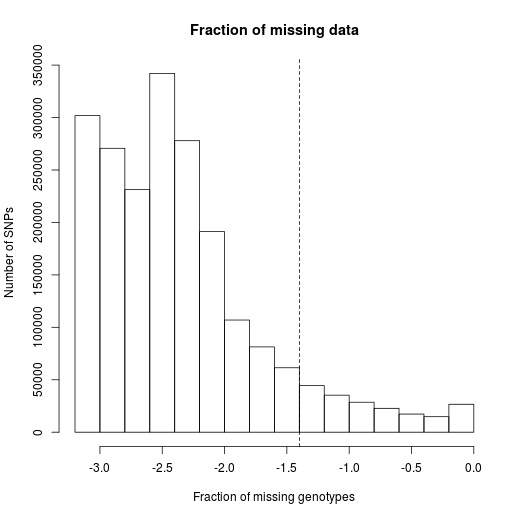 Fraction of missing data
Number of SNPs
350000
300000
250000
200000
150000
100000
50000
0
-3.0 -2.5 -2.0 -1.5 -1.0 -0.5 0.0
Fraction of missing genotypes